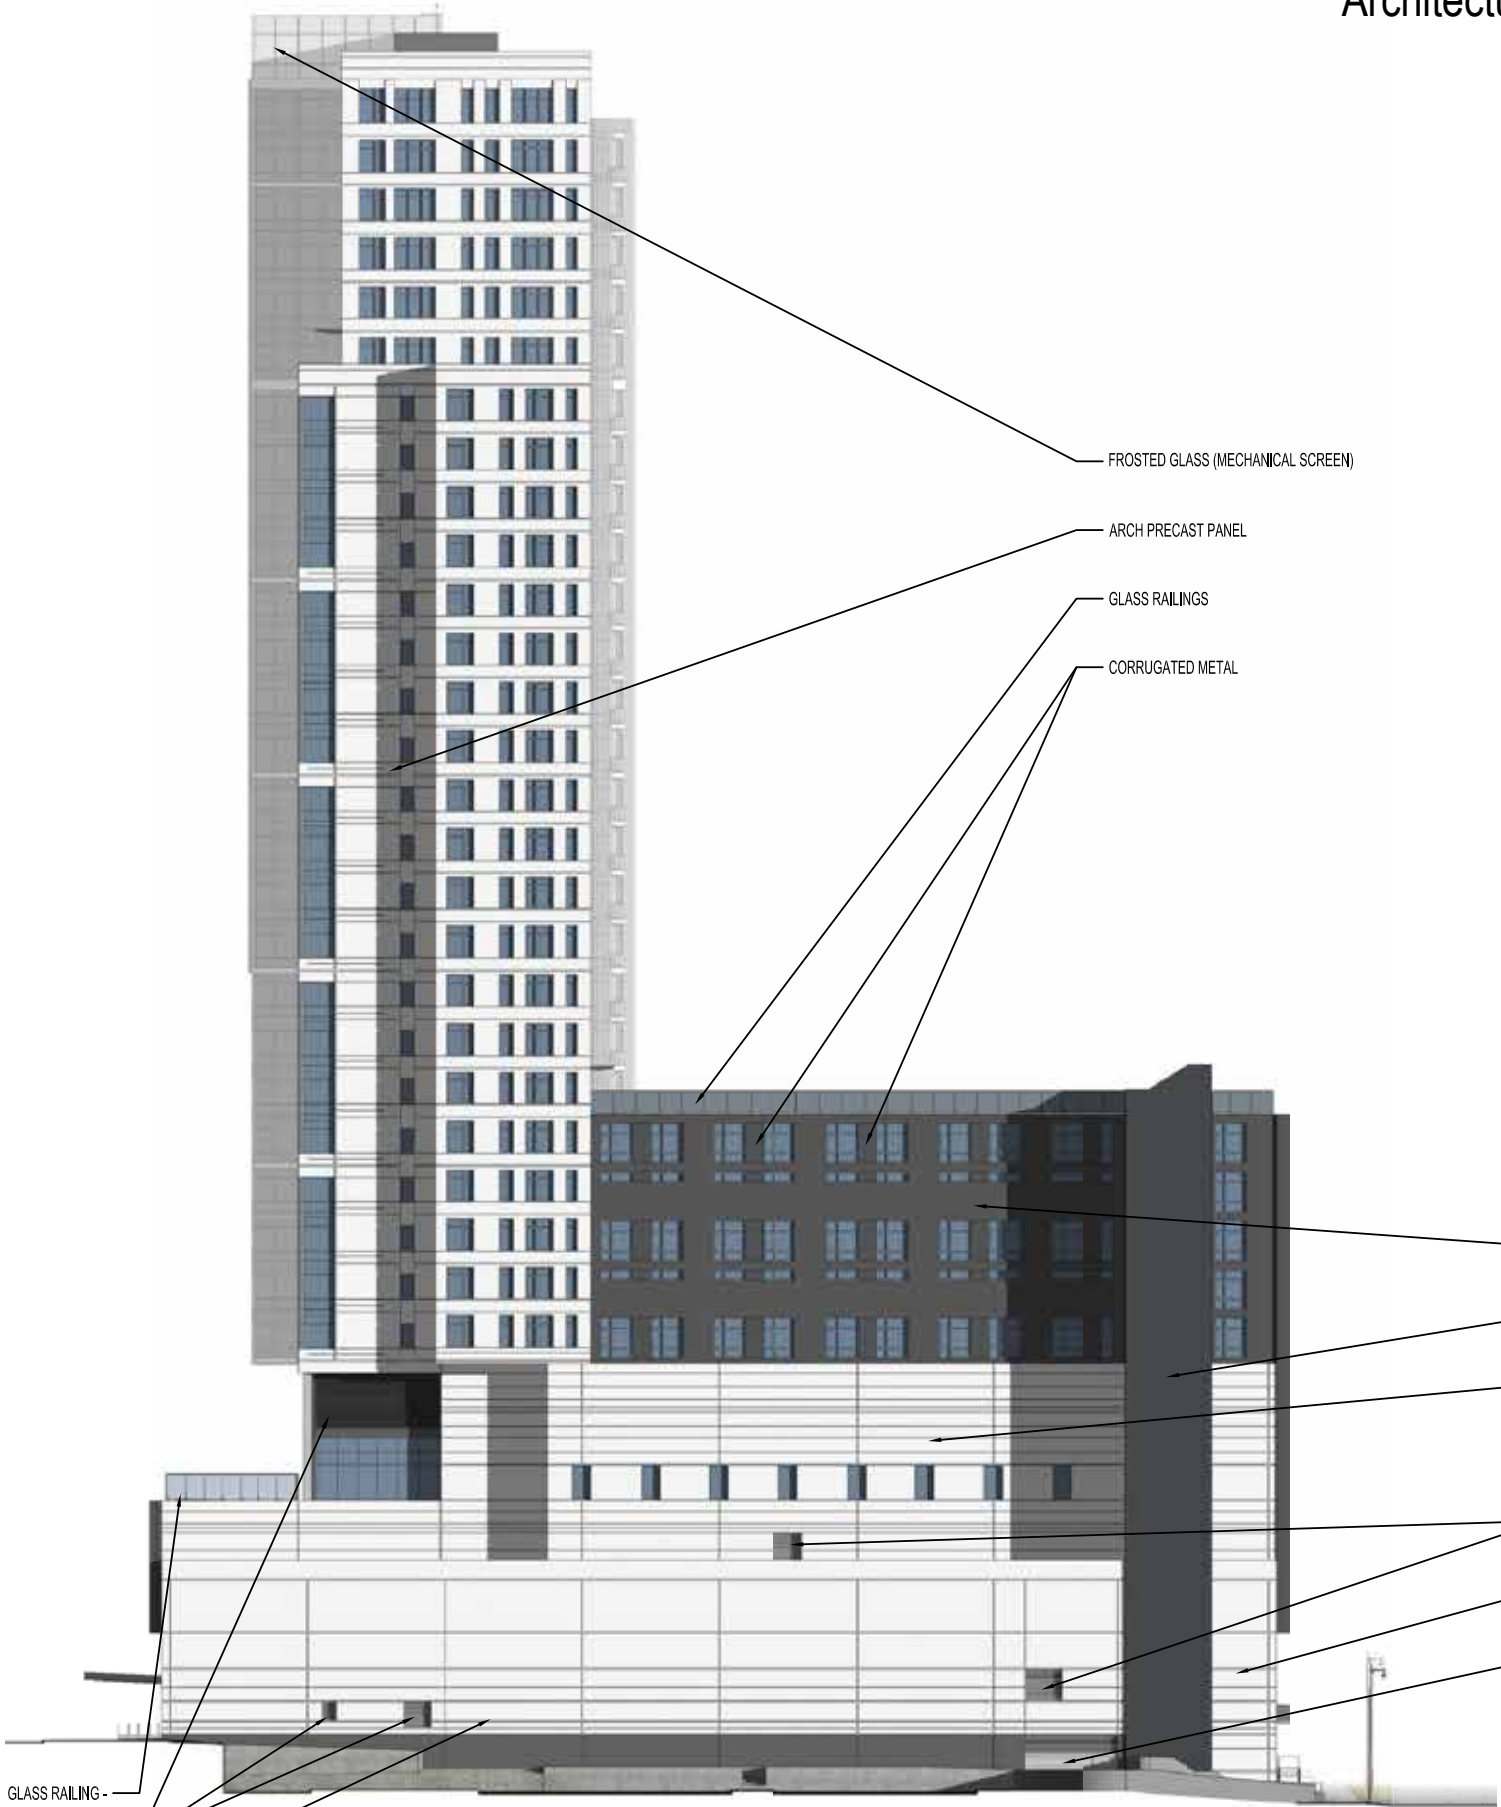 Architectu
FROSTED GLASS (MECHANICAL SCREEN)
ARCH PRECAST PANEL
GLASS RAILINGS
CORRUGATED METAL
GLASS RAILING -